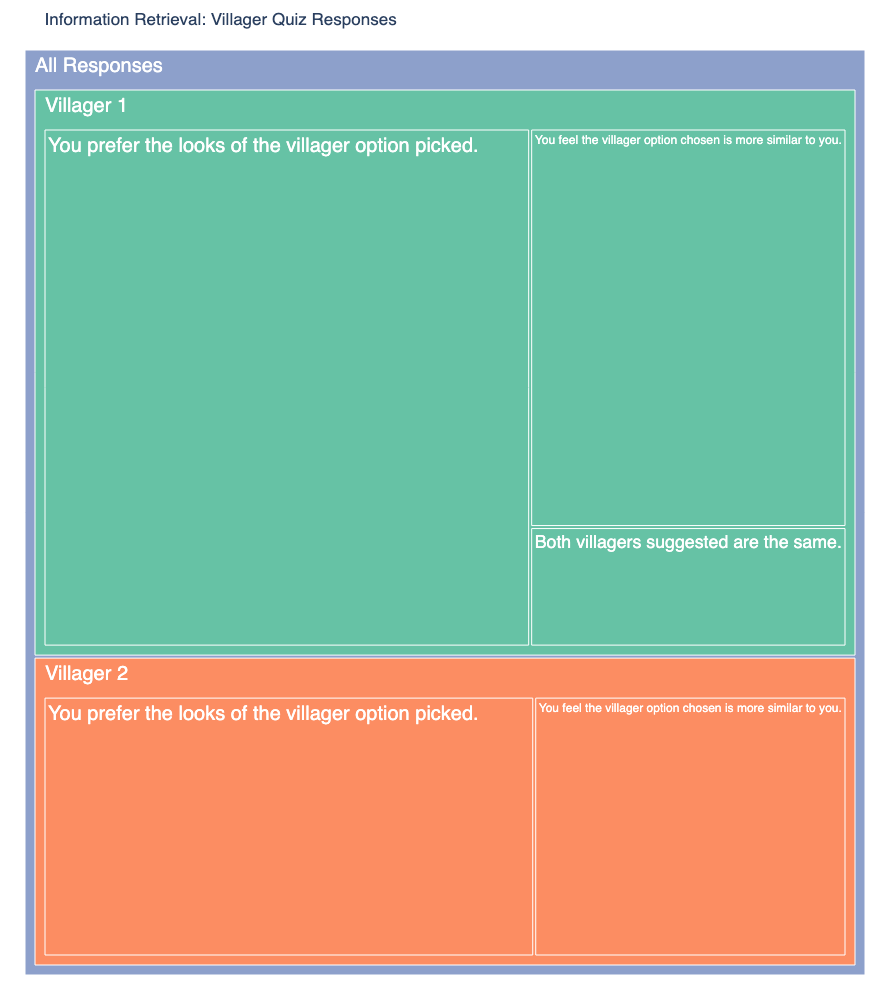 Information Retrieval: Villager Quiz Responses
All Responses
Villager 1
You prefer the looks of the villager option picked.
You feel the villager option chosen is more similar to you.
Both villagers suggested are the same.
Villager 2
You prefer the looks of the villager option picked.
You feel the villager option chosen is more similar to you.